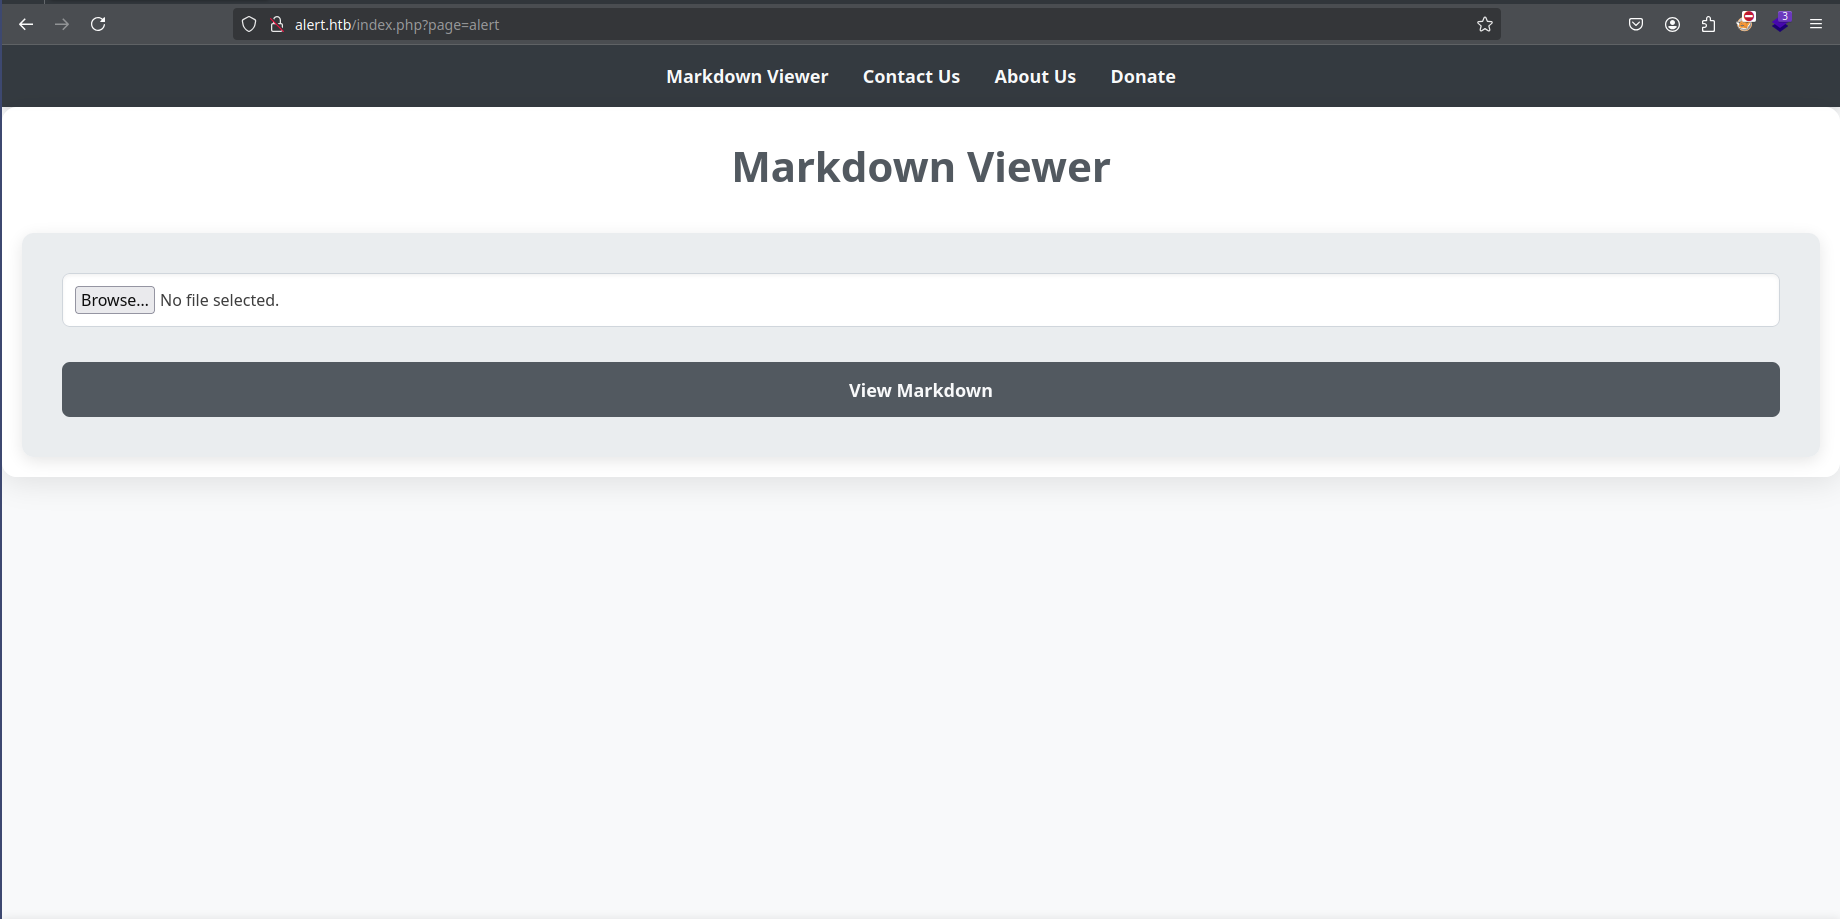 alert.htb/index.php?page=alert
3
Markdown Viewer Contact Us About Us Donate
Markdown Viewer
Browse... No file selected.
View Markdown